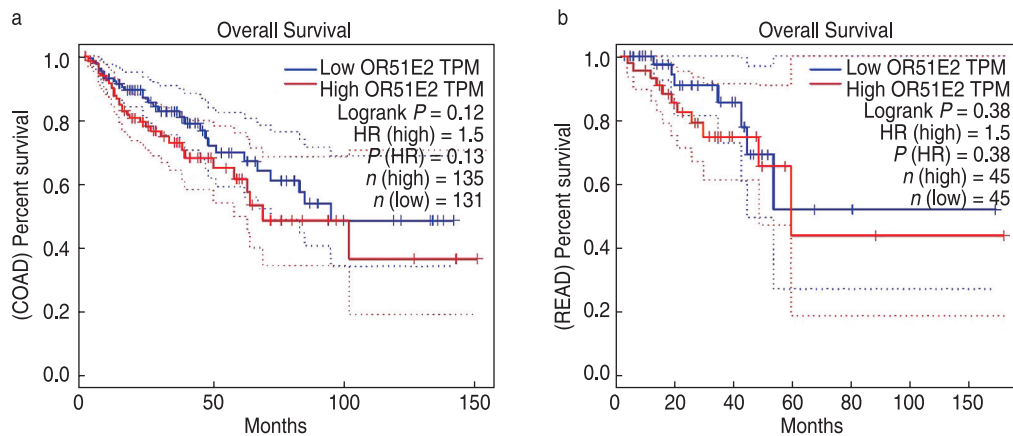 a
Overall Survival
(COAD) Percent survival
1.0
0.8
0.6
0.4
0.2
0.0
Low OR51E2 TPM
High OR51E2 TPM
Logrank P = 0.12
HR (high) = 1.5
P (HR) = 0.13
n (high) = 135
n (low) = 131
0 50 100 150
Months
b
Overall Survival
(READ) Percent survival
1.0
0.8
0.6
0.4
0.2
0.0
Low OR51E2 TPM
High OR51E2 TPM
Logrank P = 0.38
HR (high) = 1.5
P (HR) = 0.38
n (high) = 45
n (low) = 45
0 20 40 60 80 100 150
Months